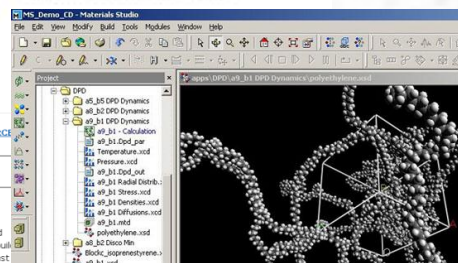 MS_Demo_CD - Materials Studio
File Edit View Modify Build Tools Modules Window Help
Project
apps\DPD\a9_b1 DPD Dynamics\polyethylene.xsd
DPD
a5_b5 DPD Dynamics
a8_b2 DPD Dynamics
a9_b1 DPD Dynamics
a9_b1 - Calculation
a9_b1.Dpd_par
Temperature.xcd
Pressure.xcd
a9_b1.Dpd_out
a9_b1 Radial Distrib.
a9_b1 Stress.xcd
a9_b1 Densities.xcd
a9_b1 Diffusions.xcd
a9_b1.mtd
polyethylene.xsd
a8_b2 Disco Min
Blockc_isoprenestyrene.
a9_b1.xsd